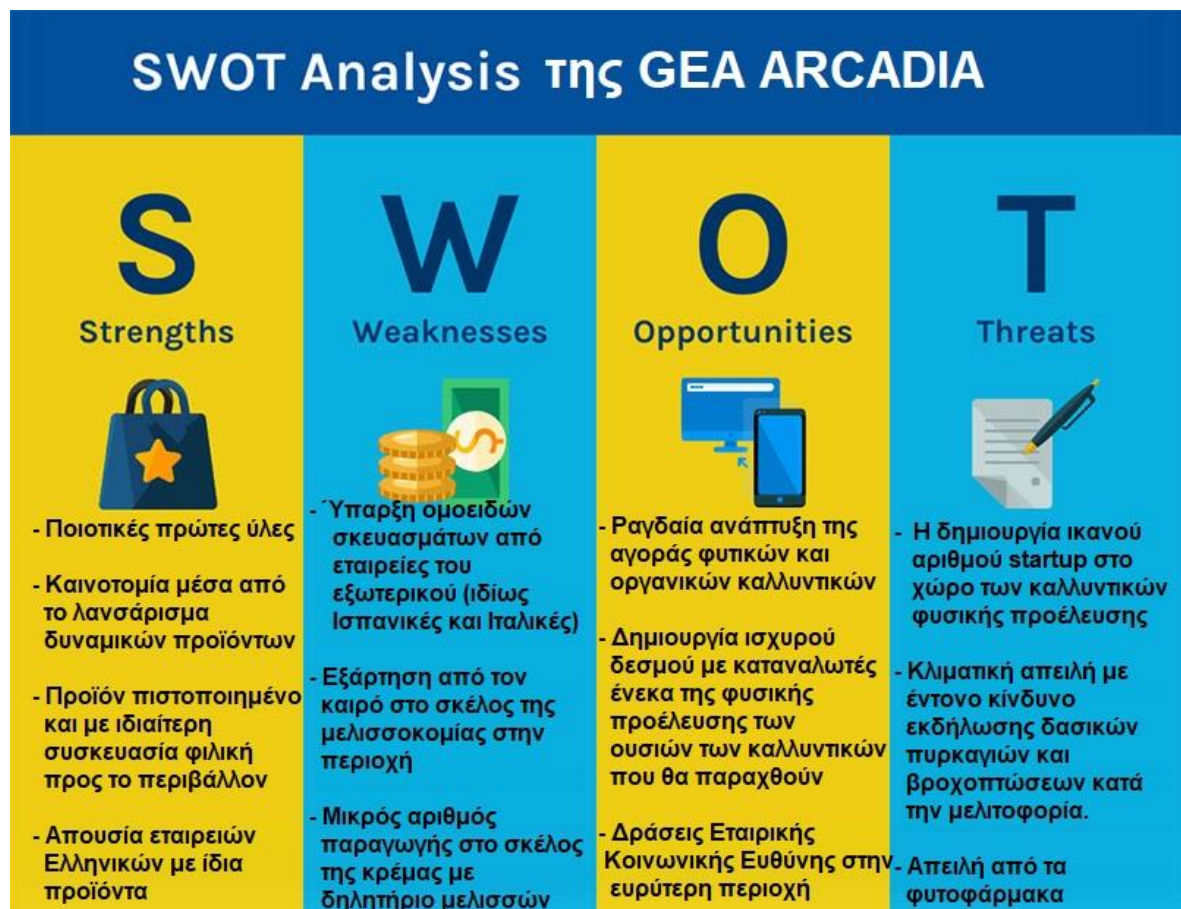 SWOT Analysis της GEA ARCADIA
S
Strengths
- Ποιοτικές πρώτες ύλες
- Καινοτομία μέσα από
το λανσάρισμα
δυναμικών προϊόντων
- Προϊόν πιστοποιημένο
και με ιδιαίτερη
συσκευασία φιλική
προς το περιβάλλον
- Απουσία εταιρειών
Ελληνικών με ίδια
προϊόντα
W
Weaknesses
- Ύπαρξη ομοειδών
σκευασμάτων από
εταιρείες του
εξωτερικού (ιδίως
Ισπανικές και Ιταλικές)
- Εξάρτηση από τον
καιρό στο σκέλος της
μελισσοκομίας στην
περιοχή
- Μικρός αριθμός
παραγωγής στο σκέλος
της κρέμας με
δηλητήριο μελισσών
O
Opportunities
- Ραγδαία ανάπτυξη της
αγοράς φυτικών και
οργανικών καλλυντικών
- Δημιουργία ισχυρού
δεσμού με καταναλωτές
ένεκα της φυσικής
προέλευσης των
ουσιών των καλλυντικών
που θα παραχθούν
- Δράσεις Εταιρικής
Κοινωνικής Ευθύνης στην
ευρύτερη περιοχή
T
Threats
- Η δημιουργία ικανού
αριθμού startup στο
χώρο των καλλυντικών
φυσικής προέλευσης
- Κλιματική απειλή με
έντονο κίνδυνο
εκδήλωσης δασικών
πυρκαγιών και
βροχοπτώσεων κατά
την μελιτοφορία.
- Απειλή από τα
φυτοφάρμακα